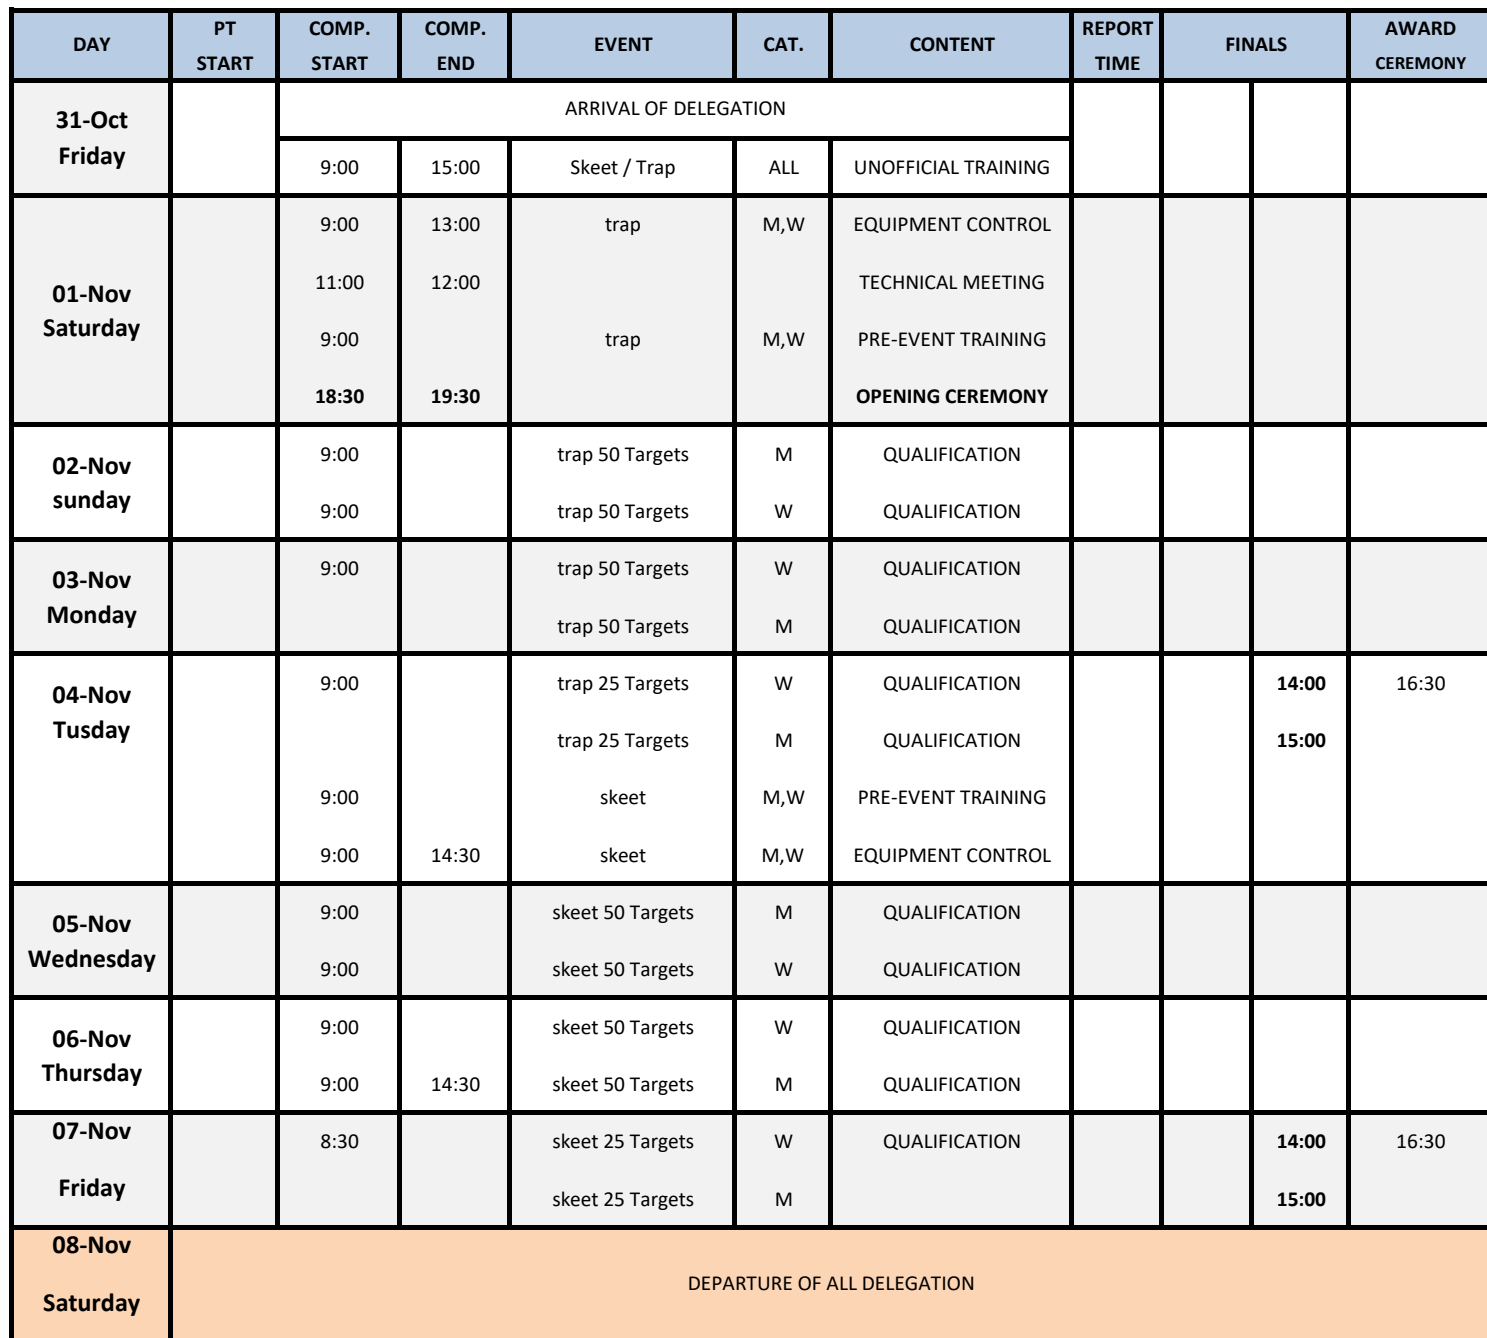 DAY PT START COMP. START COMP. END EVENT CAT. CONTENT REPORT TIME FINALS AWARD CEREMONY
31-Oct
Friday
ARRIVAL OF DELEGATION
9:00 15:00 Skeet / Trap ALL UNOFFICIAL TRAINING
01-Nov
Saturday
9:00 13:00 trap M,W EQUIPMENT CONTROL
11:00 12:00 TECHNICAL MEETING
9:00 trap M,W PRE-EVENT TRAINING
18:30 19:30 OPENING CEREMONY
02-Nov
sunday
9:00 trap 50 Targets M QUALIFICATION
9:00 trap 50 Targets W QUALIFICATION
03-Nov
Monday
9:00 trap 50 Targets W QUALIFICATION
trap 50 Targets M QUALIFICATION
04-Nov
Tusday
9:00 trap 25 Targets W QUALIFICATION 14:00 16:30
trap 25 Targets M QUALIFICATION 15:00
9:00 skeet M,W PRE-EVENT TRAINING
9:00 14:30 skeet M,W EQUIPMENT CONTROL
05-Nov
Wednesday
9:00 skeet 50 Targets M QUALIFICATION
9:00 skeet 50 Targets W QUALIFICATION
06-Nov
Thursday
9:00 skeet 50 Targets W QUALIFICATION
9:00 14:30 skeet 50 Targets M QUALIFICATION
07-Nov
Friday
8:30 skeet 25 Targets W QUALIFICATION 14:00 16:30
skeet 25 Targets M 15:00
08-Nov
Saturday
DEPARTURE OF ALL DELEGATION